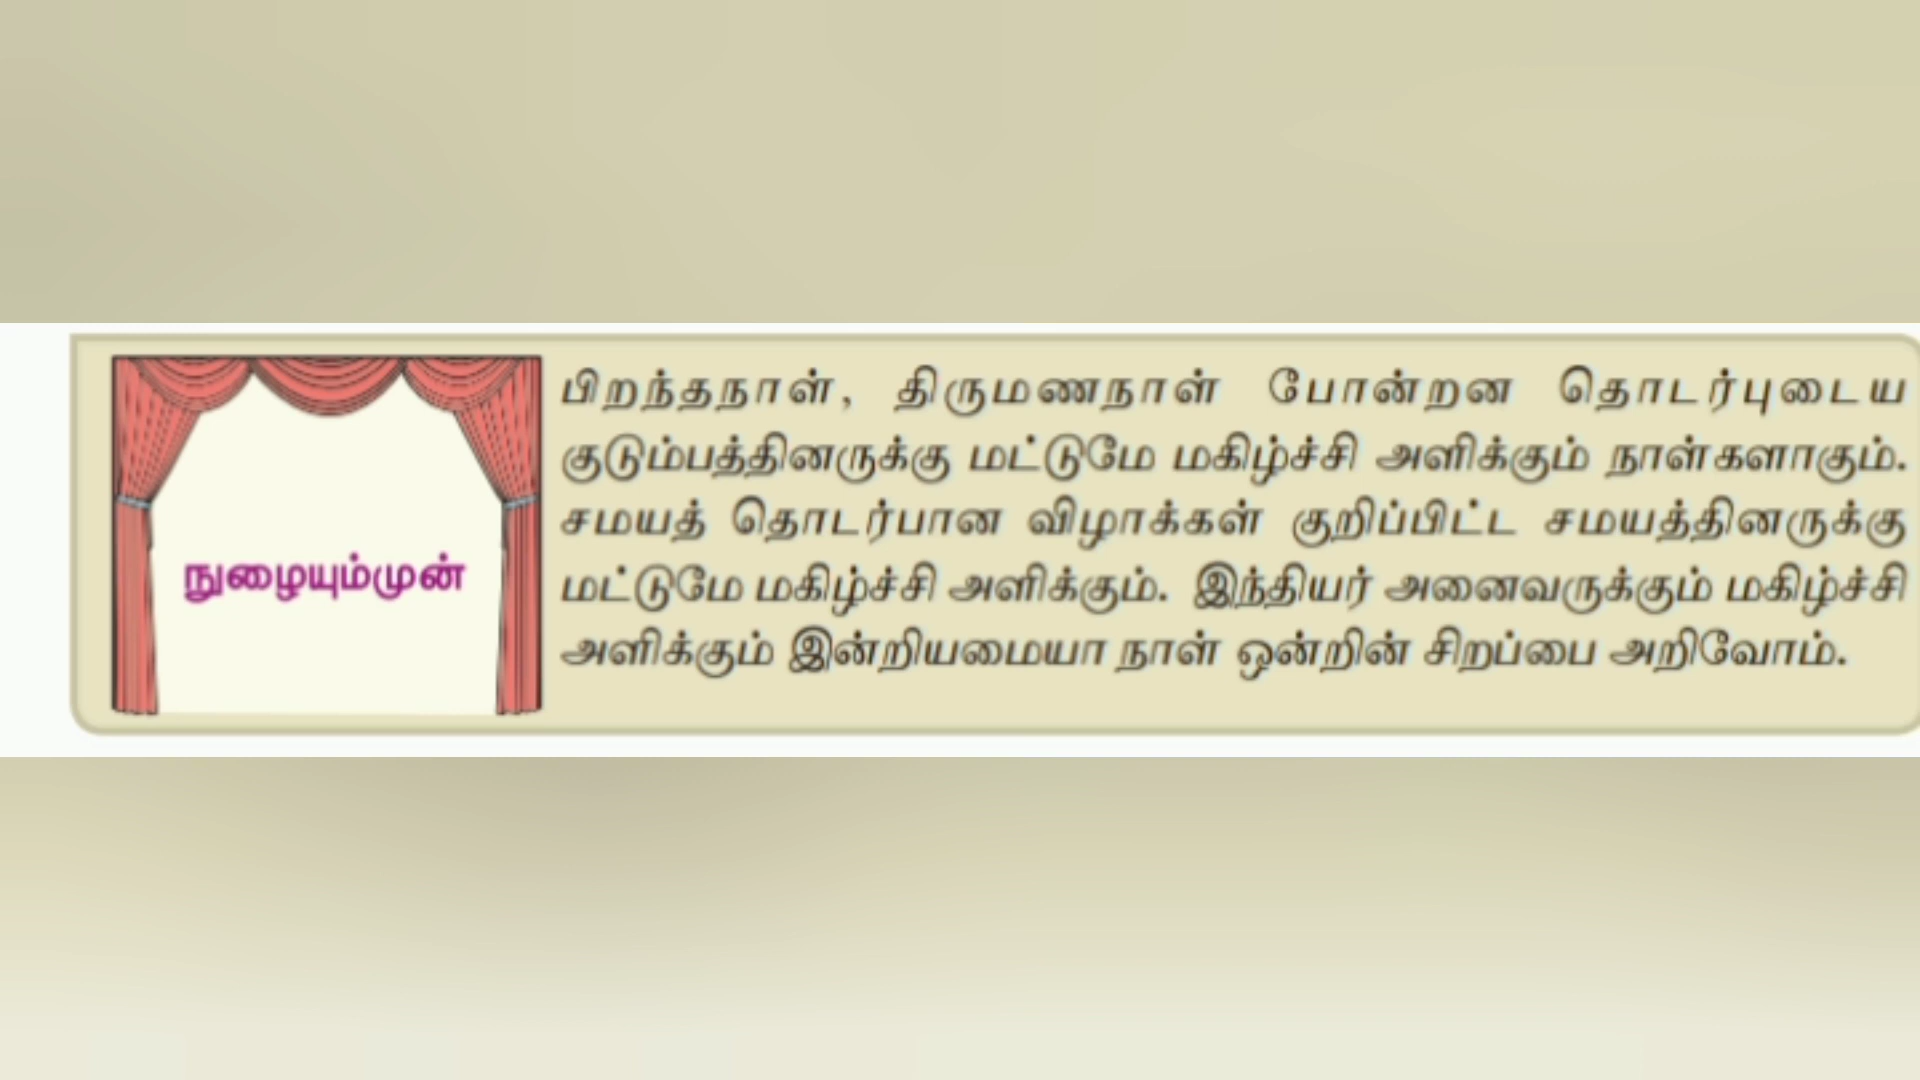 நுழையும்முன்
பிறந்தநாள், திருமணநாள் போன்றன தொடர்புடைய
குடும்பத்தினருக்கு மட்டுமே மகிழ்ச்சி அளிக்கும் நாள்களாகும்.
சமயத் தொடர்பான விழாக்கள் குறிப்பிட்ட சமயத்தினருக்கு
மட்டுமே மகிழ்ச்சி அளிக்கும். இந்தியர் அனைவருக்கும் மகிழ்ச்சி
அளிக்கும் இன்றியமையா நாள் ஒன்றின் சிறப்பை அறிவோம்.